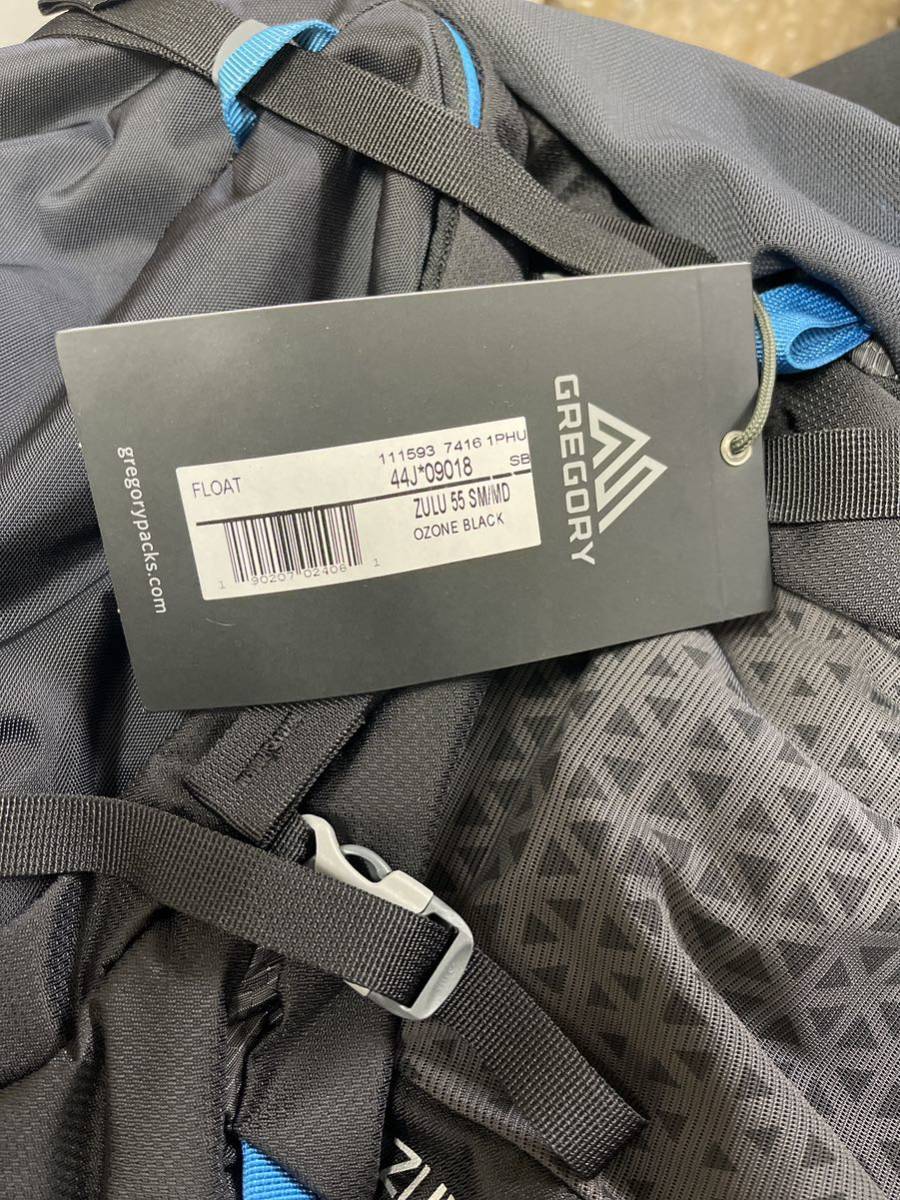 GREGORY
gregorypacks.com
111593 7416 1PHU
FLOAT
44J*09018
SB
ZULU 55 SM/MD
OZONE BLACK
1 90207 02406 1